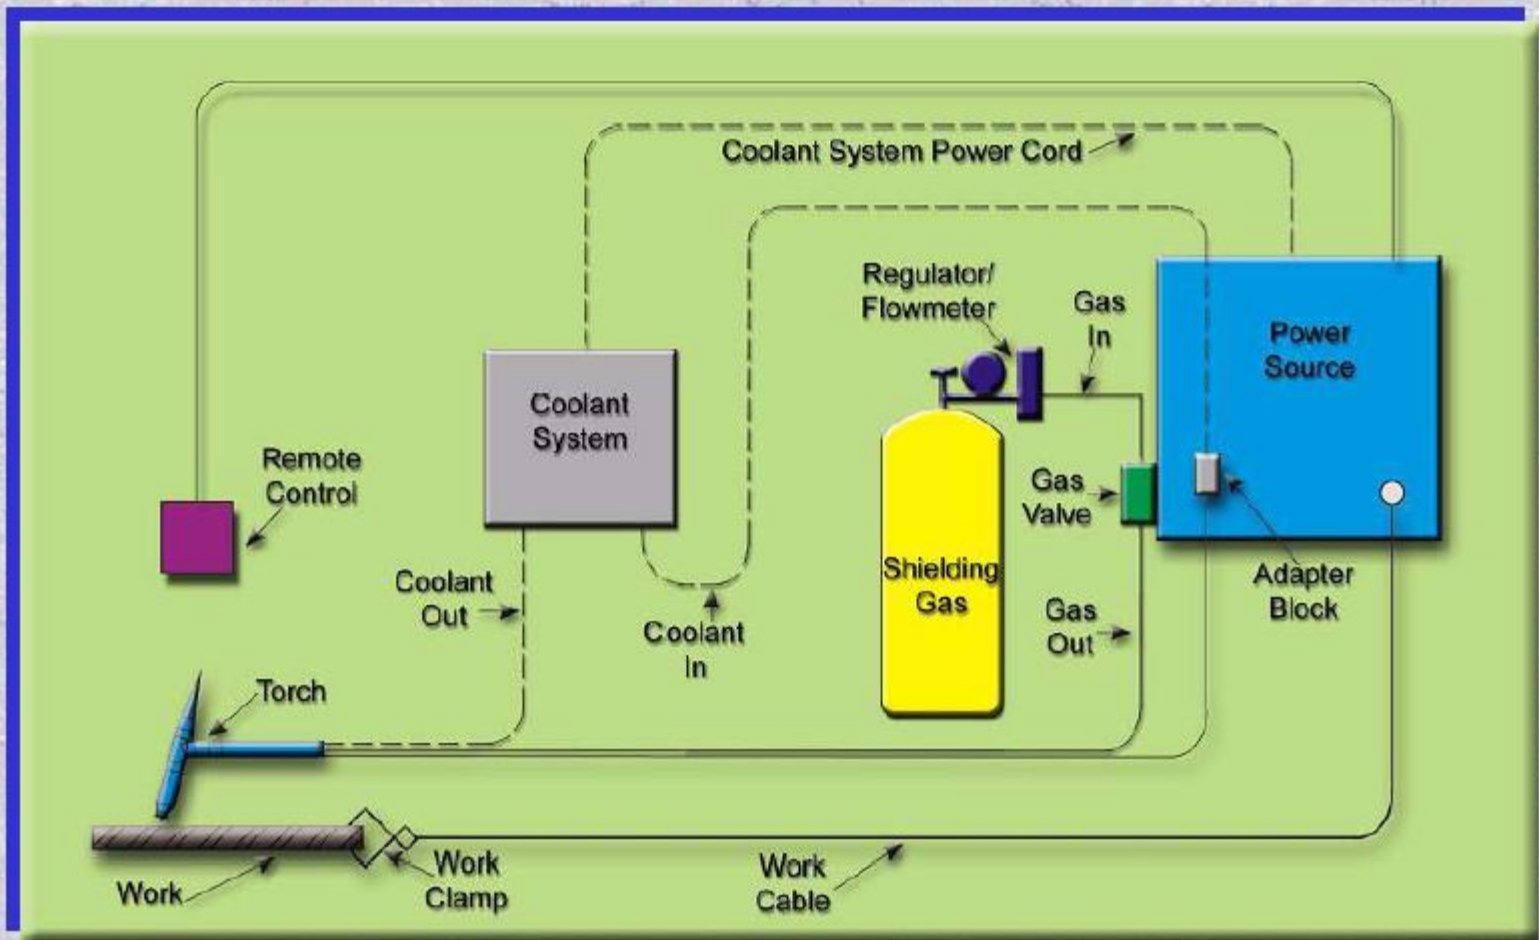 Coolant System Power Cord
Regulator/
Flowmeter
Gas
In
Power
Source
Coolant
System
Remote
Control
Gas
Valve
Shielding
Gas
Adapter
Block
Coolant
Out
Coolant
In
Gas
Out
Torch
Work
Work
Clamp
Work
Cable